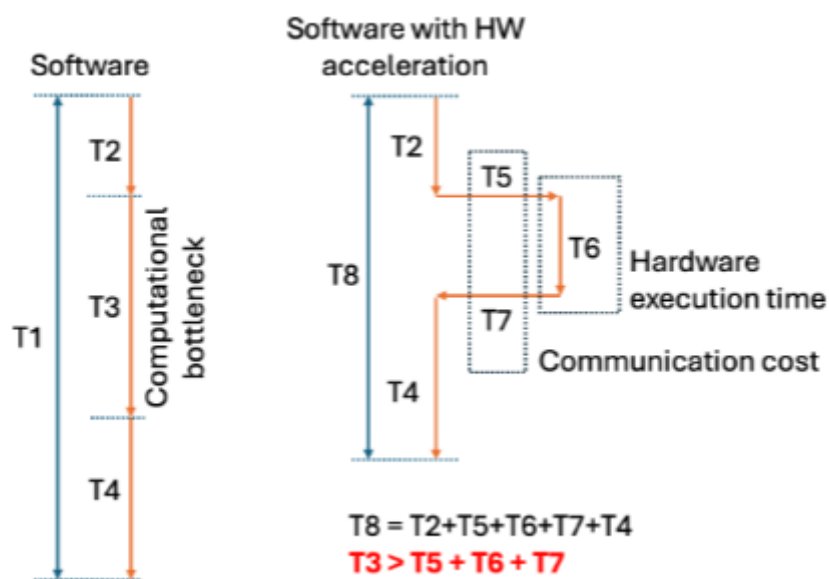 Software
T1
T2
T3
Computational
bottleneck
T4
Software with HW
acceleration
T8
T2
T5
T6
Hardware
execution time
T7
Communication cost
T4
T8 = T2+T5+T6+T7+T4
T3 > T5 + T6 + T7